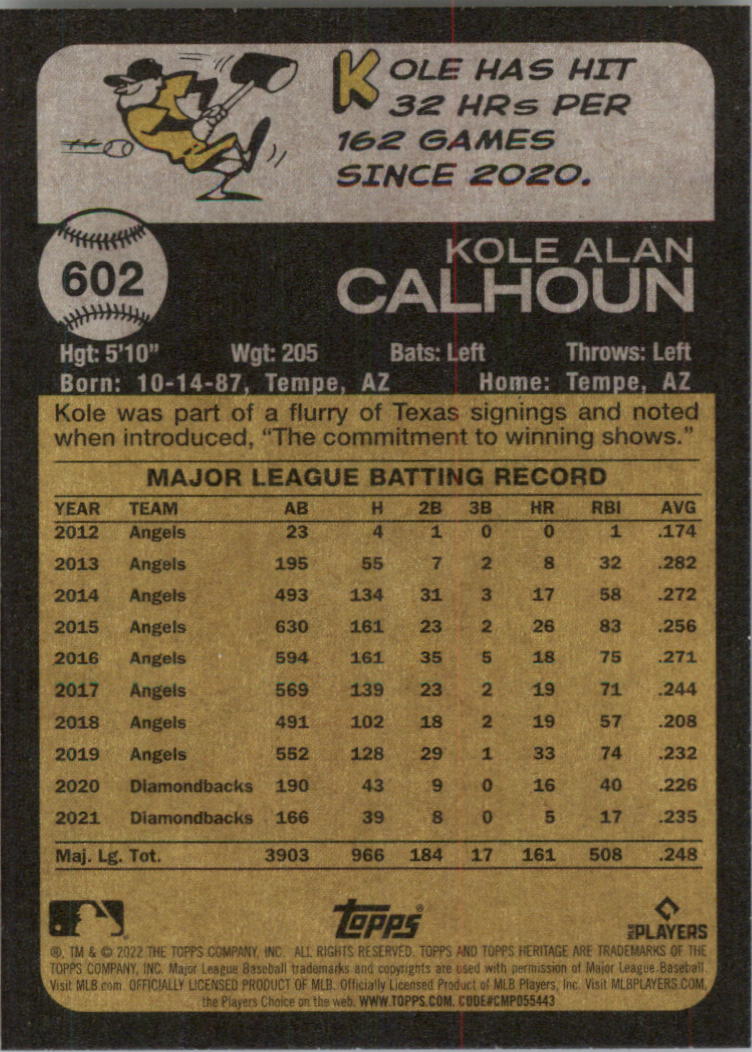 KOLE HAS HIT
32 HRs PER
162 GAMES
SINCE 2020.
602
KOLE ALAN
CALHOUN
Hgt: 5'10" Wgt: 205 Bats: Left Throws: Left
Born: 10-14-87, Tempe, AZ Home: Tempe, AZ
Kole was part of a flurry of Texas signings and noted
when introduced, “The commitment to winning shows.”
MAJOR LEAGUE BATTING RECORD
YEAR TEAM AB H 2B 3B HR RBI AVG
2012 Angels 23 4 1 0 0 1 .174
2013 Angels 195 55 7 2 8 32 .282
2014 Angels 493 134 31 3 17 58 .272
2015 Angels 630 161 23 2 26 83 .256
2016 Angels 594 161 35 5 18 75 .271
2017 Angels 569 139 23 2 19 71 .244
2018 Angels 491 102 18 2 19 57 .208
2019 Angels 552 128 29 1 33 74 .232
2020 Diamondbacks 190 43 9 0 16 40 .226
2021 Diamondbacks 166 39 8 0 5 17 .235
Maj. Lg. Tot. 3903 966 184 17 161 508 .248
TOPPS® PLAYERS
®, TM & © 2022 THE TOPPS COMPANY, INC. ALL RIGHTS RESERVED. TOPPS AND TOPPS HERITAGE ARE TRADEMARKS OF THE
TOPPS COMPANY, INC. Major League Baseball trademarks and copyrights are used with permission of Major League Baseball.
Visit MLB.com. OFFICIALLY LICENSED PRODUCT OF MLB. Officially Licensed Product of MLB Players, Inc. Visit MLBPLAYERS.COM,
the Players Choice on the web. WWW.TOPPS.COM. CODE#CMP055443